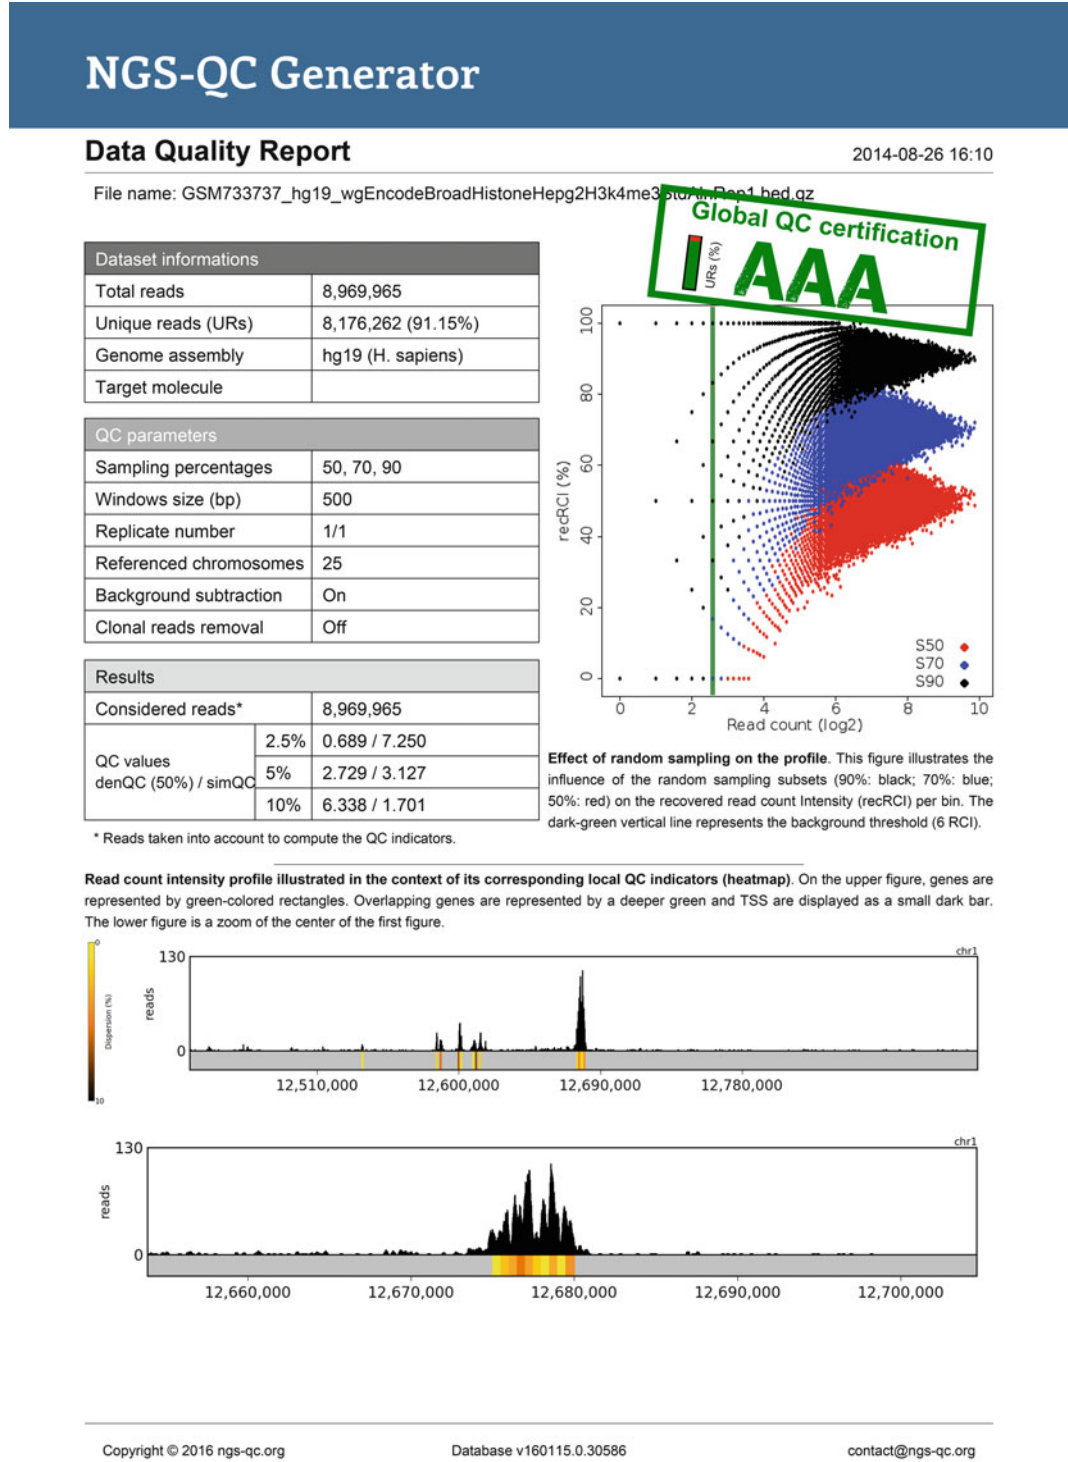 NGS-QC Generator
Data Quality Report
2014-08-26 16:10
File name: GSM733737_hg19_wgEncodeBroadHistoneHepg2H3k4me3StdAlnRep1.bed.gz
Global QC certification
URs (%)
AAA
Dataset informations
Total reads 8,969,965
Unique reads (URs) 8,176,262 (91.15%)
Genome assembly hg19 (H. sapiens)
Target molecule
QC parameters
Sampling percentages 50, 70, 90
Windows size (bp) 500
Replicate number 1/1
Referenced chromosomes 25
Background subtraction On
Clonal reads removal Off
Results
Considered reads* 8,969,965
QC values
denQC (50%) / simQC
2.5% 0.689 / 7.250
5% 2.729 / 3.127
10% 6.338 / 1.701
* Reads taken into account to compute the QC indicators.
recRCI (%)
100
80
60
40
20
0
S50
S70
S90
0 2 4 6 8 10
Read count (log2)
Effect of random sampling on the profile. This figure illustrates the
influence of the random sampling subsets (90%: black; 70%: blue;
50%: red) on the recovered read count Intensity (recRCI) per bin. The
dark-green vertical line represents the background threshold (6 RCI).
Read count intensity profile illustrated in the context of its corresponding local QC indicators (heatmap). On the upper figure, genes are
represented by green-colored rectangles. Overlapping genes are represented by a deeper green and TSS are displayed as a small dark bar.
The lower figure is a zoom of the center of the first figure.
0
Dispersion (%)
10
130
reads
0
chr1
12,510,000 12,600,000 12,690,000 12,780,000
130
reads
0
chr1
12,660,000 12,670,000 12,680,000 12,690,000 12,700,000
Copyright © 2016 ngs-qc.org
Database v160115.0.30586
contact@ngs-qc.org